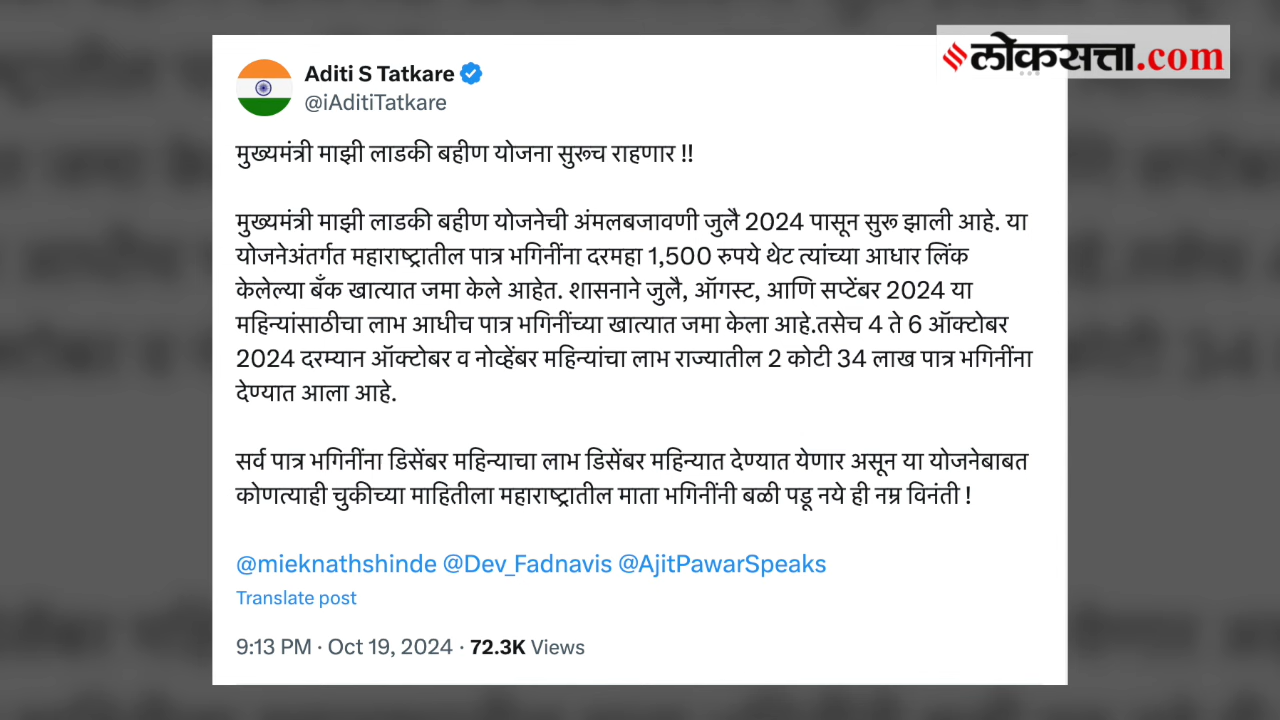 लोकसत्ता.com
Aditi S Tatkare
@iAditiTatkare
मुख्यमंत्री माझी लाडकी बहीण योजना सुरूच राहणार !!
मुख्यमंत्री माझी लाडकी बहीण योजनेची अंमलबजावणी जुलै 2024 पासून सुरू झाली आहे. या
योजनेअंतर्गत महाराष्ट्रातील पात्र भगिनींना दरमहा 1,500 रुपये थेट त्यांच्या आधार लिंक
केलेल्या बँक खात्यात जमा केले आहेत. शासनाने जुलै, ऑगस्ट, आणि सप्टेंबर 2024 या
महिन्यांसाठीचा लाभ आधीच पात्र भगिनींच्या खात्यात जमा केला आहे.तसेच 4 ते 6 ऑक्टोबर
2024 दरम्यान ऑक्टोबर व नोव्हेंबर महिन्यांचा लाभ राज्यातील 2 कोटी 34 लाख पात्र भगिनींना
देण्यात आला आहे.
सर्व पात्र भगिनींना डिसेंबर महिन्याचा लाभ डिसेंबर महिन्यात देण्यात येणार असून या योजनेबाबत
कोणत्याही चुकीच्या माहितीला महाराष्ट्रातील माता भगिनींनी बळी पडू नये ही नम्र विनंती !
@mieknathshinde @Dev_Fadnavis @AjitPawarSpeaks
Translate post
9:13 PM · Oct 19, 2024 · 72.3K Views